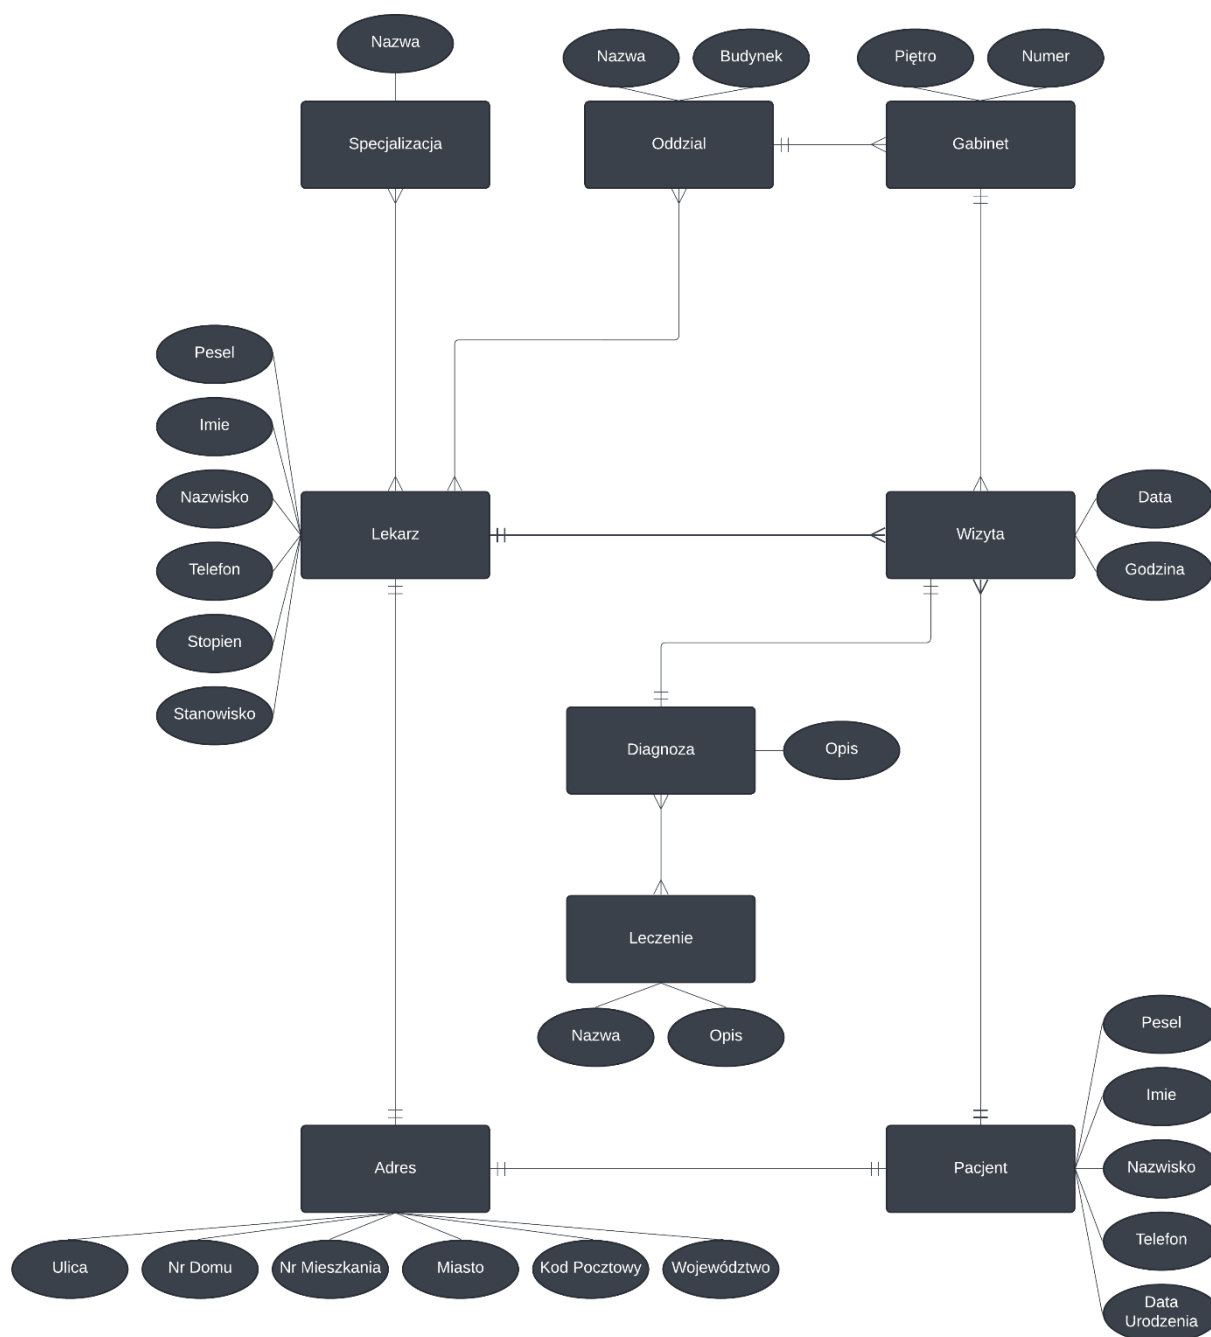 Nazwa
Nazwa
Budynek
Piętro
Numer
Specjalizacja
Oddzial
Gabinet
Pesel
Imie
Nazwisko
Telefon
Stopien
Stanowisko
Lekarz
Wizyta
Data
Godzina
Diagnoza
Opis
Leczenie
Nazwa
Opis
Adres
Pacjent
Pesel
Imie
Nazwisko
Telefon
Data
Urodzenia
Ulica
Nr Domu
Nr Mieszkania
Miasto
Kod Pocztowy
Województwo